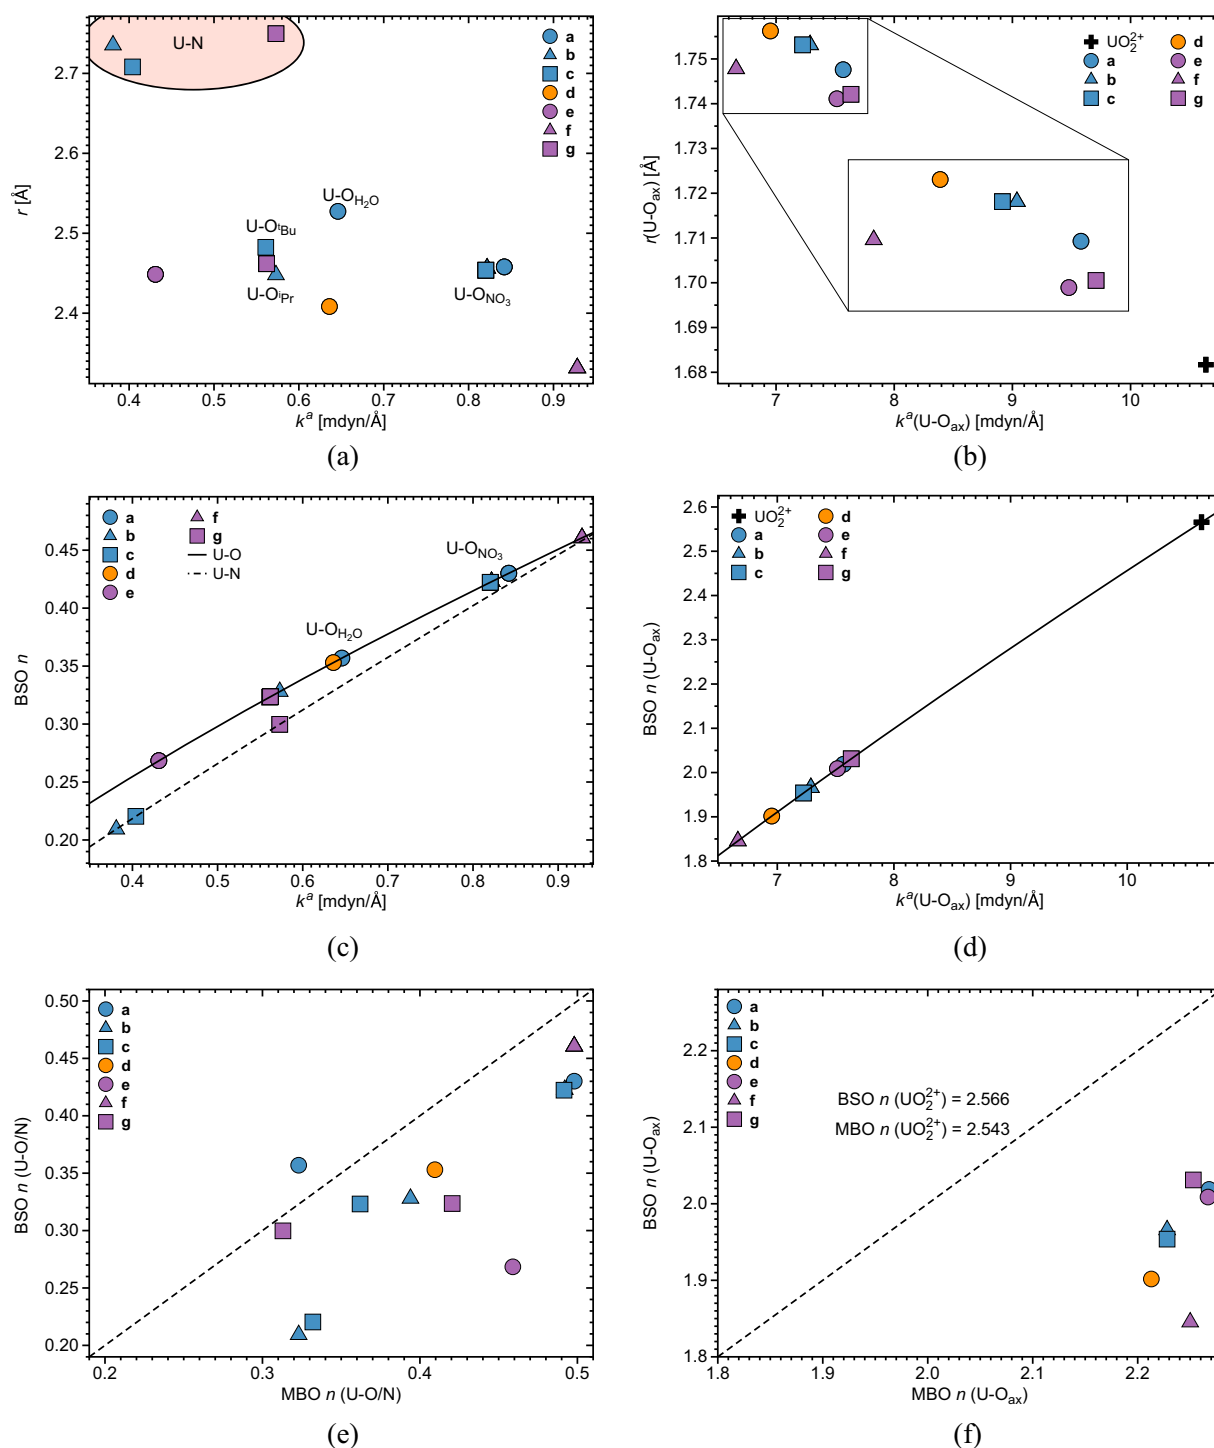 U-N
a
b
c
d
e
f
g
U-O_H2O
U-O_tBu
U-O_iPr
U-O_NO3
2.7
2.6
2.5
2.4
r [Å]
0.4 0.5 0.6 0.7 0.8 0.9
k^a [mdyn/Å]
(a)
UO2^2+ d
a e
b f
c g
1.75
1.74
1.73
1.72
1.71
1.70
1.69
1.68
r(U-O_ax) [Å]
7 8 9 10
k^a(U-O_ax) [mdyn/Å]
(b)
a f
b g
c U-O
d U-N
e
U-O_NO3
U-O_H2O
0.45
0.40
0.35
0.30
0.25
0.20
BSO n
0.4 0.5 0.6 0.7 0.8 0.9
k^a [mdyn/Å]
(c)
UO2^2+ d
a e
b f
c g
2.6
2.5
2.4
2.3
2.2
2.1
2.0
1.9
1.8
BSO n (U-O_ax)
7 8 9 10
k^a(U-O_ax) [mdyn/Å]
(d)
a
b
c
d
e
f
g
0.50
0.45
0.40
0.35
0.30
0.25
0.20
BSO n (U-O/N)
0.2 0.3 0.4 0.5
MBO n (U-O/N)
(e)
a
b
c
d
e
f
g
BSO n (UO2^2+) = 2.566
MBO n (UO2^2+) = 2.543
2.2
2.1
2.0
1.9
1.8
BSO n (U-O_ax)
1.8 1.9 2.0 2.1 2.2
MBO n (U-O_ax)
(f)